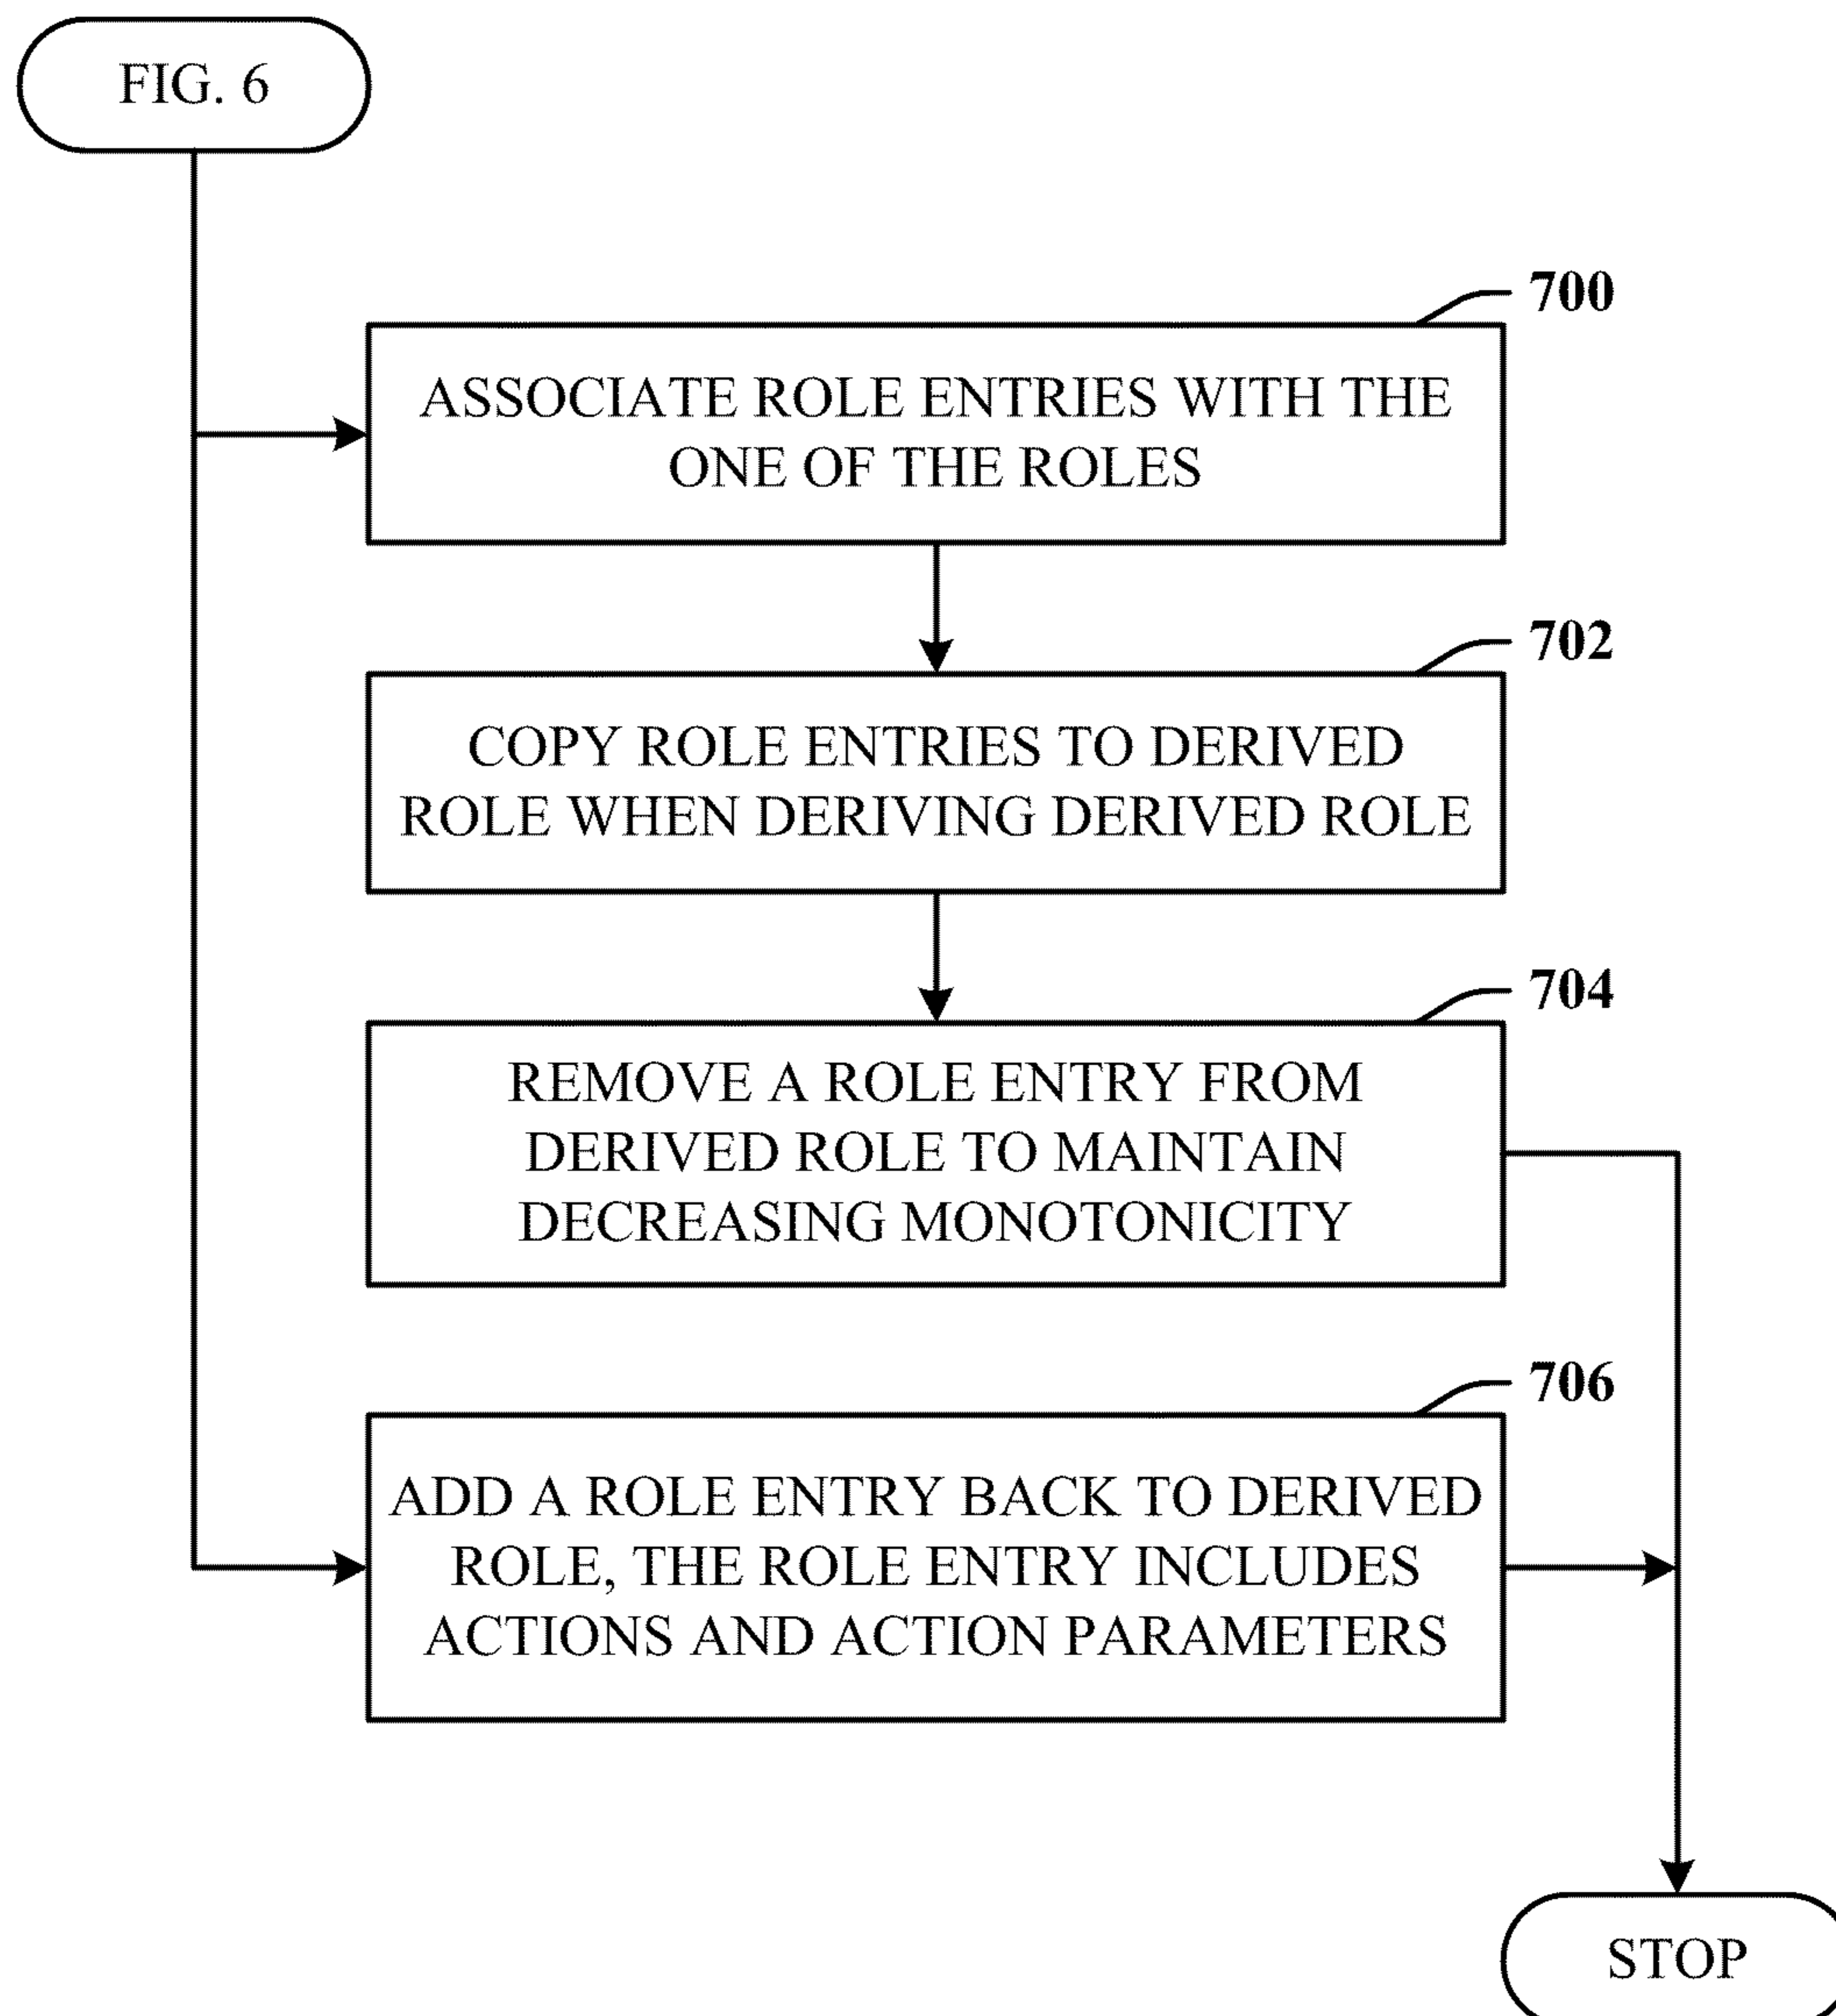 FIG. 6
700
ASSOCIATE ROLE ENTRIES WITH THE
ONE OF THE ROLES
702
COPY ROLE ENTRIES TO DERIVED
ROLE WHEN DERIVING DERIVED ROLE
704
REMOVE A ROLE ENTRY FROM
DERIVED ROLE TO MAINTAIN
DECREASING MONOTONICITY
706
ADD A ROLE ENTRY BACK TO DERIVED
ROLE, THE ROLE ENTRY INCLUDES
ACTIONS AND ACTION PARAMETERS
STOP